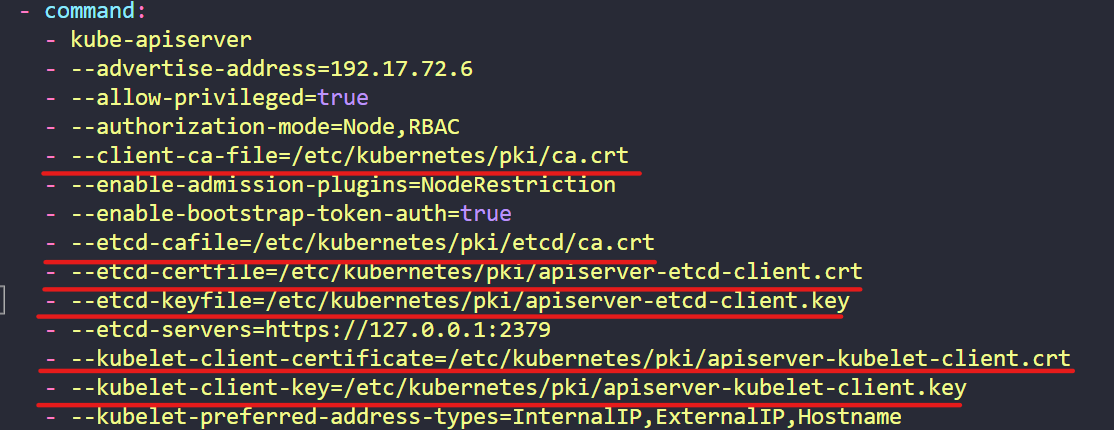 - command:
- kube-apiserver
- --advertise-address=192.17.72.6
- --allow-privileged=true
- --authorization-mode=Node,RBAC
- --client-ca-file=/etc/kubernetes/pki/ca.crt
- --enable-admission-plugins=NodeRestriction
- --enable-bootstrap-token-auth=true
- --etcd-cafile=/etc/kubernetes/pki/etcd/ca.crt
- --etcd-certfile=/etc/kubernetes/pki/apiserver-etcd-client.crt
- --etcd-keyfile=/etc/kubernetes/pki/apiserver-etcd-client.key
- --etcd-servers=https://127.0.0.1:2379
- --kubelet-client-certificate=/etc/kubernetes/pki/apiserver-kubelet-client.crt
- --kubelet-client-key=/etc/kubernetes/pki/apiserver-kubelet-client.key
- --kubelet-preferred-address-types=InternalIP,ExternalIP,Hostname